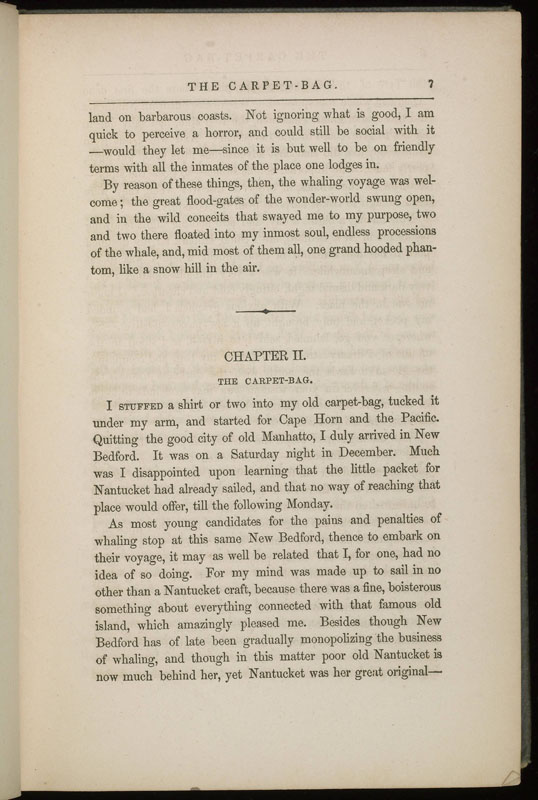 THE CARPET-BAG. 7
land on barbarous coasts. Not ignoring what is good, I am
quick to perceive a horror, and could still be social with it
—would they let me—since it is but well to be on friendly
terms with all the inmates of the place one lodges in.
By reason of these things, then, the whaling voyage was wel-
come; the great flood-gates of the wonder-world swung open,
and in the wild conceits that swayed me to my purpose, two
and two there floated into my inmost soul, endless processions
of the whale, and, mid most of them all, one grand hooded phan-
tom, like a snow hill in the air.
CHAPTER II.
THE CARPET-BAG.
I STUFFED a shirt or two into my old carpet-bag, tucked it
under my arm, and started for Cape Horn and the Pacific.
Quitting the good city of old Manhatto, I duly arrived in New
Bedford. It was on a Saturday night in December. Much
was I disappointed upon learning that the little packet for
Nantucket had already sailed, and that no way of reaching that
place would offer, till the following Monday.
As most young candidates for the pains and penalties of
whaling stop at this same New Bedford, thence to embark on
their voyage, it may as well be related that I, for one, had no
idea of so doing. For my mind was made up to sail in no
other than a Nantucket craft, because there was a fine, boisterous
something about everything connected with that famous old
island, which amazingly pleased me. Besides though New
Bedford has of late been gradually monopolizing the business
of whaling, and though in this matter poor old Nantucket is
now much behind her, yet Nantucket was her great original—